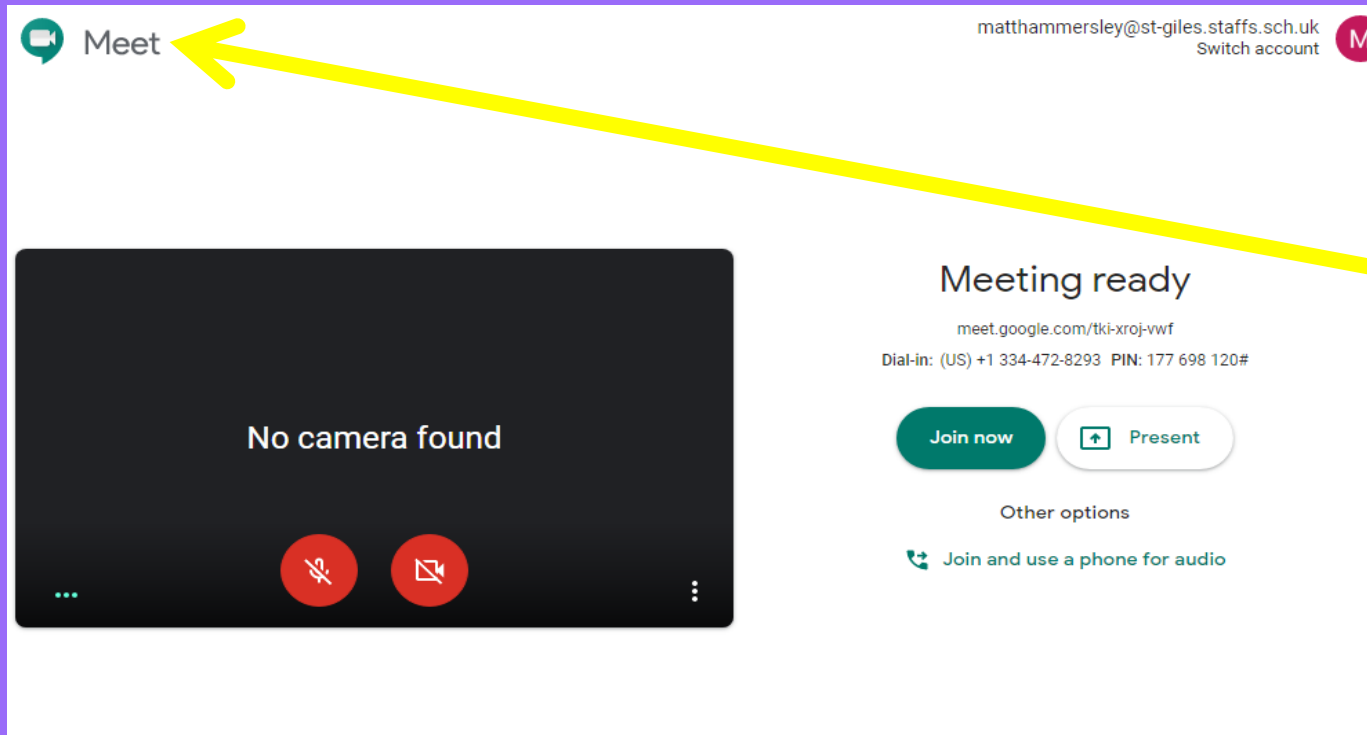 Meet
matthammersley@st-giles.staffs.sch.uk
Switch account
M
No camera found
Meeting ready
meet.google.com/tki-xroj-vwf
Dial-in: (US) +1 334-472-8293 PIN: 177 698 120#
Join now
Present
Other options
Join and use a phone for audio